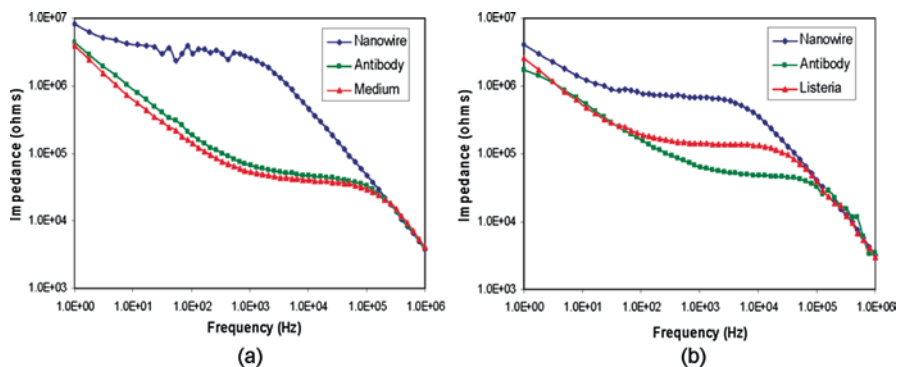 1.0E+07
1.0E+06
1.0E+05
1.0E+04
1.0E+03
Impedance (ohms)
Nanowire
Antibody
Medium
1.0E+00 1.0E+01 1.0E+02 1.0E+03 1.0E+04 1.0E+05 1.0E+06
Frequency (Hz)
(a)
1.0E+07
1.0E+06
1.0E+05
1.0E+04
1.0E+03
Impedance (ohms)
Nanowire
Antibody
Listeria
1.0E+00 1.0E+01 1.0E+02 1.0E+03 1.0E+04 1.0E+05 1.0E+06
Frequency (Hz)
(b)